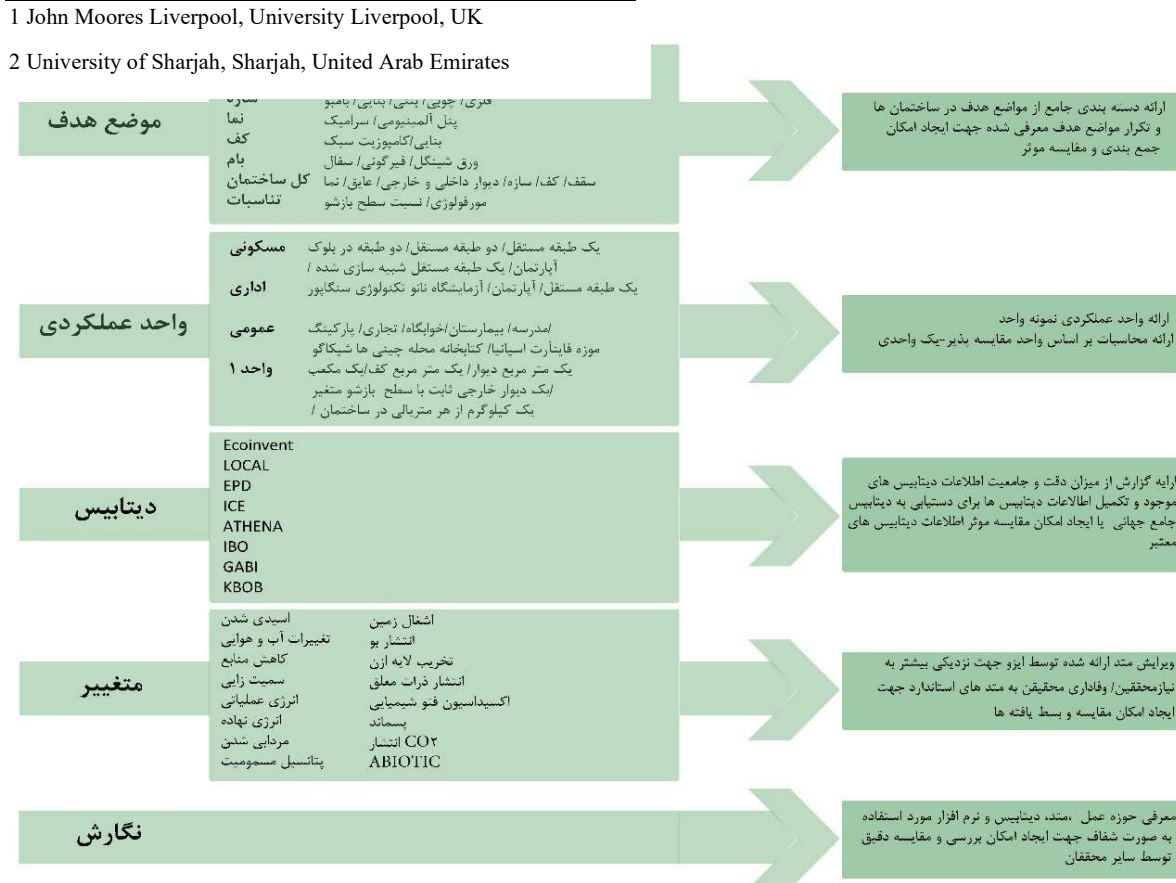 1 John Moores Liverpool, University Liverpool, UK
2 University of Sharjah, Sharjah, United Arab Emirates
موضع هدف
فلزی/ چوبی/ بتنی/ بنایی/ بامبو
نما پنل آلمینیومی/ سرامیک
کف بنایی/کامپوزیت سبک
بام ورق شینگل/ قیرگونی/ سفال
کل ساختمان سقف/ کف/ سازه/ دیوار داخلی و خارجی/ عایق/ نما
تناسبات مورفولوژی/ نسبت سطح بازشو
ارائه دسته بندی جامع از مواضع هدف در ساختمان ها
و تکرار مواضع هدف معرفی شده جهت ایجاد امکان
جمع بندی و مقایسه موثر
واحد عملکردی
مسکونی یک طبقه مستقل/ دو طبقه مستقل/ دو طبقه در بلوک
آپارتمان/ یک طبقه مستقل شبیه سازی شده /
اداری یک طبقه مستقل/ آپارتمان/ آزمایشگاه نانو تکنولوژی سنگاپور
عمومی /مدرسه/ بیمارستان/خوابگاه/ تجاری/ پارکینگ
موزه فاینآرت اسپانیا/ کتابخانه محله چینی ها شیکاگو
واحد ۱ یک متر مربع دیوار/ یک متر مربع کف/یک مکعب
/یک دیوار خارجی ثابت با سطح بازشو متغیر
یک کیلوگرم از هر متریالی در ساختمان /
ارائه واحد عملکردی نمونه واحد
ارائه محاسبات بر اساس واحد مقایسه پذیر-یک واحدی
دیتابیس
Ecoinvent
LOCAL
EPD
ICE
ATHENA
IBO
GABI
KBOB
ارایه گزارش از میزان دقت و جامعیت اطلاعات دیتابیس های
موجود و تکمیل اطالاعات دیتابیس ها برای دستیابی به دیتابیس
جامع جهانی یا ایجاد امکان مقایسه موثر اطلاعات دیتابیس های
معتبر
متغییر
اسیدی شدن اشغال زمین
تغییرات آب و هوایی انتشار بو
کاهش منابع تخریب لایه ازن
سمیت زایی انتشار ذرات معلق
انرژی عملیاتی اکسیداسیون فتو شیمیایی
انرژی نهاده پسماند
مردابی شدن انتشار CO۲
پتانسیل مسمومیت ABIOTIC
ویرایش متد ارائه شده توسط ایزو جهت نزدیکی بیشتر به
نیازمحققین/ وفاداری محقیقن به متد های استاندارد جهت
ایجاد امکان مقایسه و بسط یافته ها
نگارش
معرفی حوزه عمل ،متد، دیتابیس و نرم افزار مورد استفاده
به صورت شفاف جهت ایجاد امکان بررسی و مقایسه دقیق
توسط سایر محققان